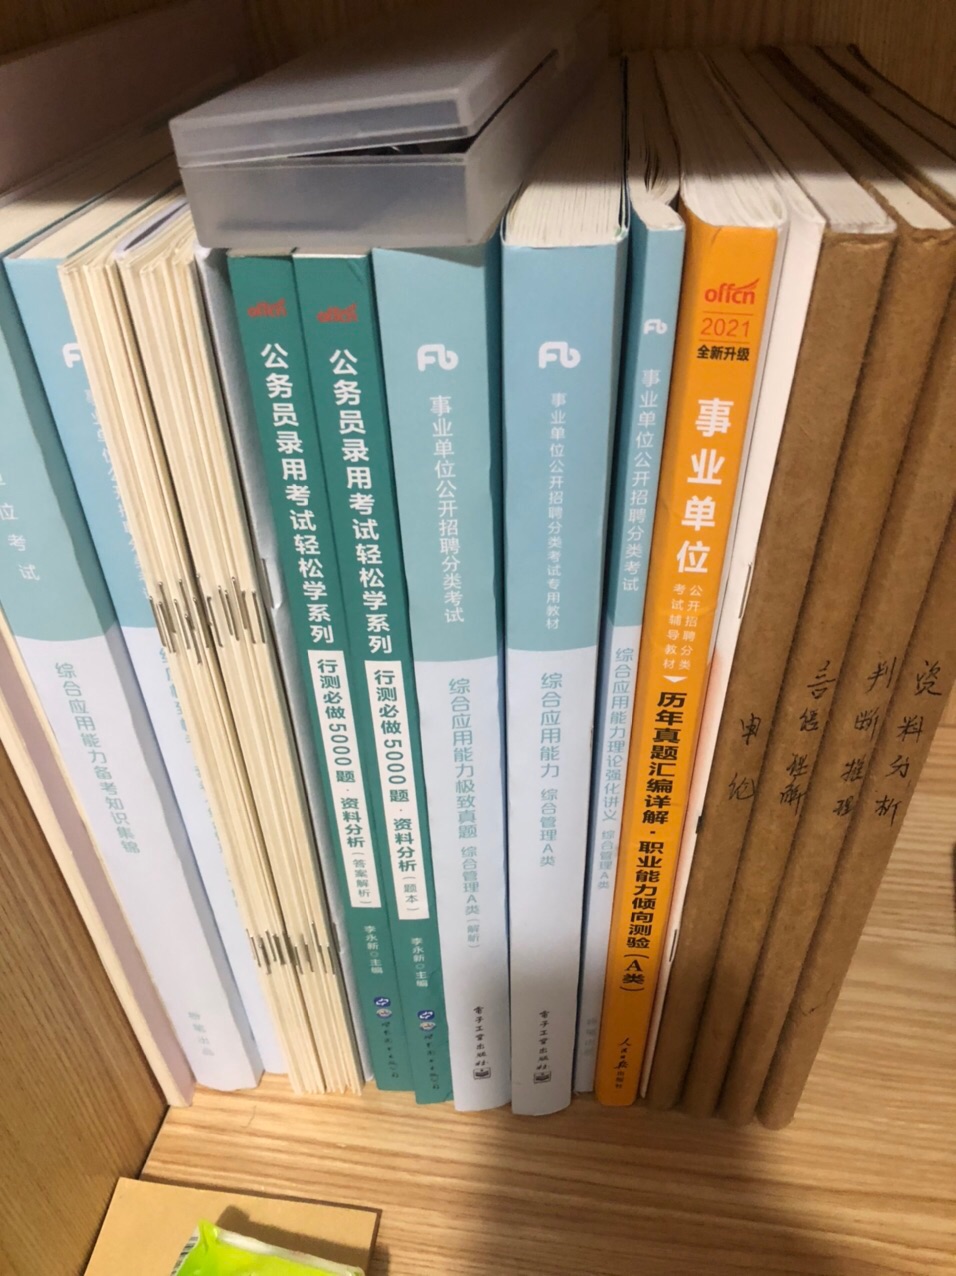 位考试
综合应用能力备考知识集锦
粉笔出品
offcn
公务员录用考试轻松学系列
行测必做5000题·资料分析(答案解析)
李永新◎主编
offcn
公务员录用考试轻松学系列
行测必做5000题·资料分析(题本)
李永新◎主编
Fb
事业单位公开招聘分类考试
综合应用能力极致真题 综合管理A类(解析)
电子工业出版社
Fb
事业单位公开招聘分类考试专用教材
综合应用能力 综合管理A类
电子工业出版社
Fb
事业单位公开招聘分类考试
综合应用能力理论强化讲义 综合管理A类
offcn
2021
全新升级
事业单位
公开招聘分类
考试辅导教材
历年真题汇编详解·职业能力倾向测验(A类)
人民日报出版社
申论
言语理解
判断推理
资料分析